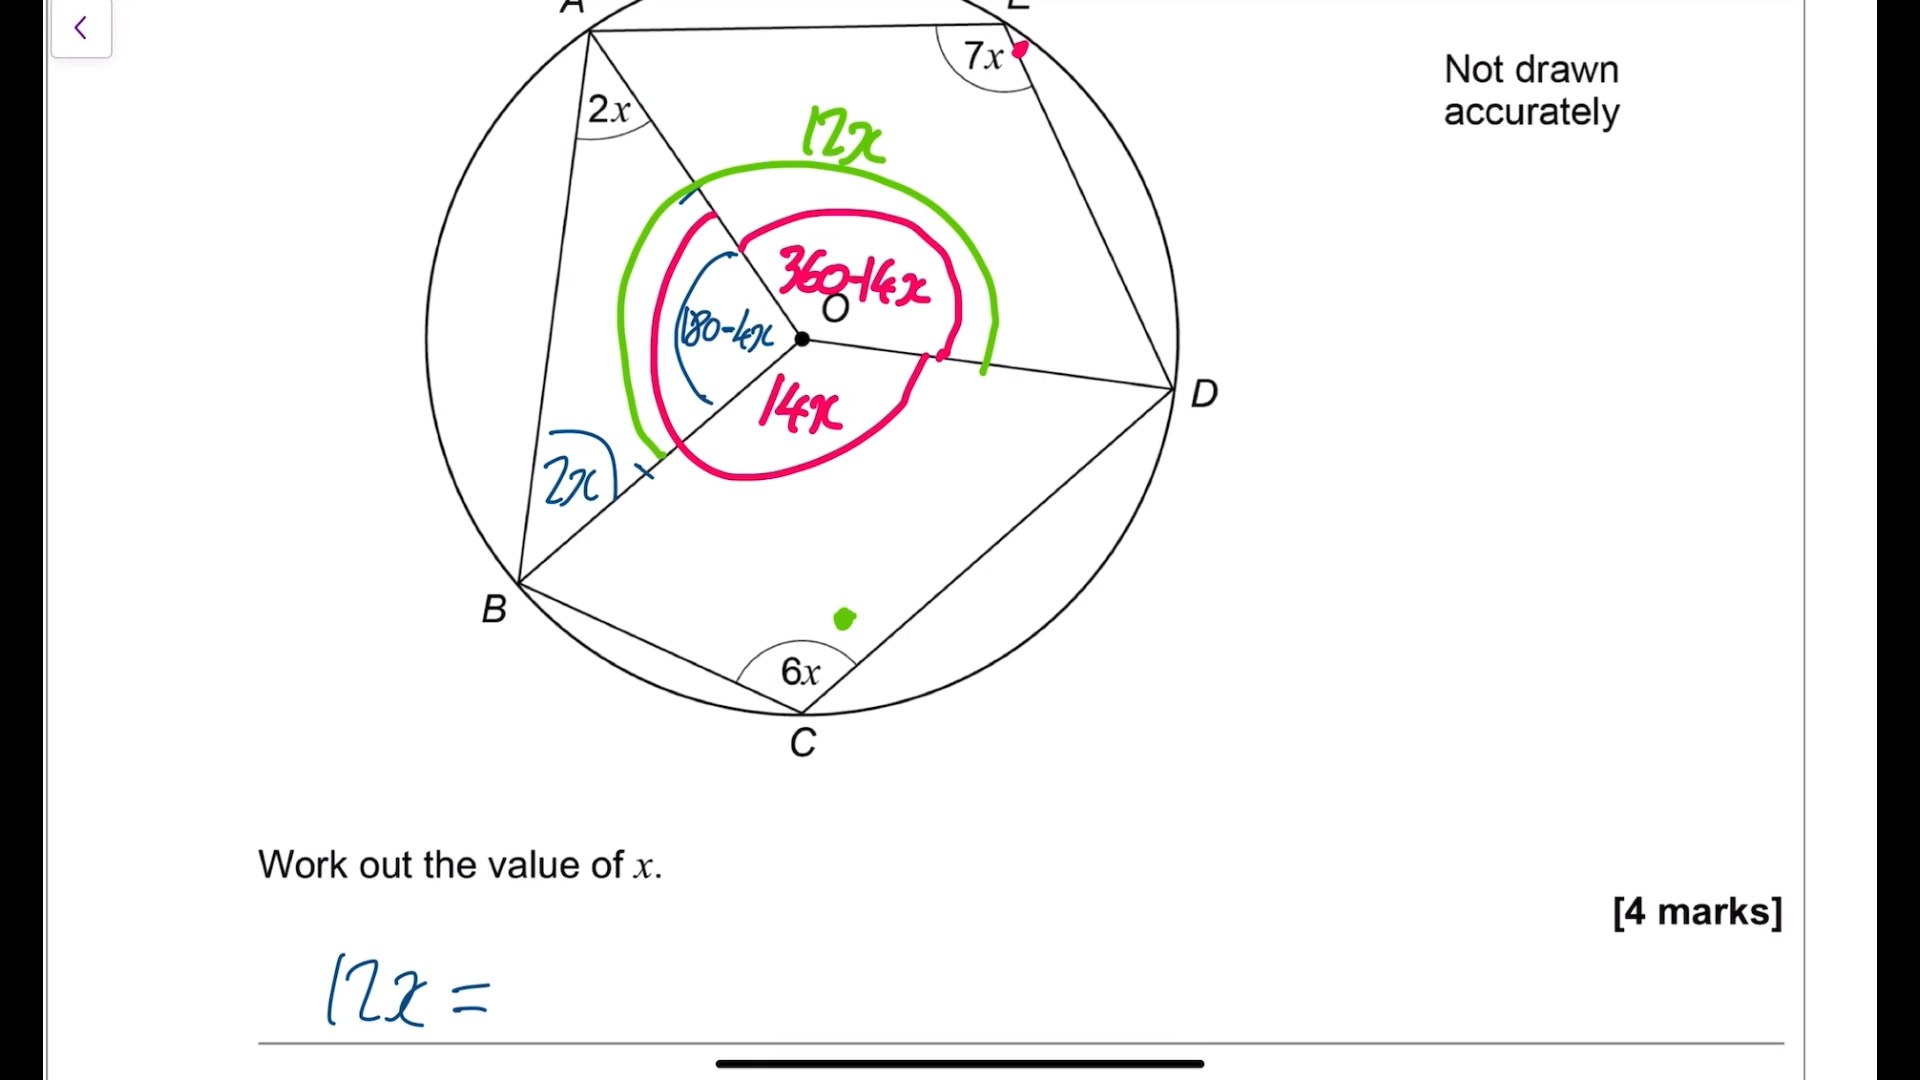 A
E
7x
Not drawn
accurately
2x
12x
360-14x
O
180-4x
14x
D
2x
B
6x
C
Work out the value of x.
[4 marks]
12x =